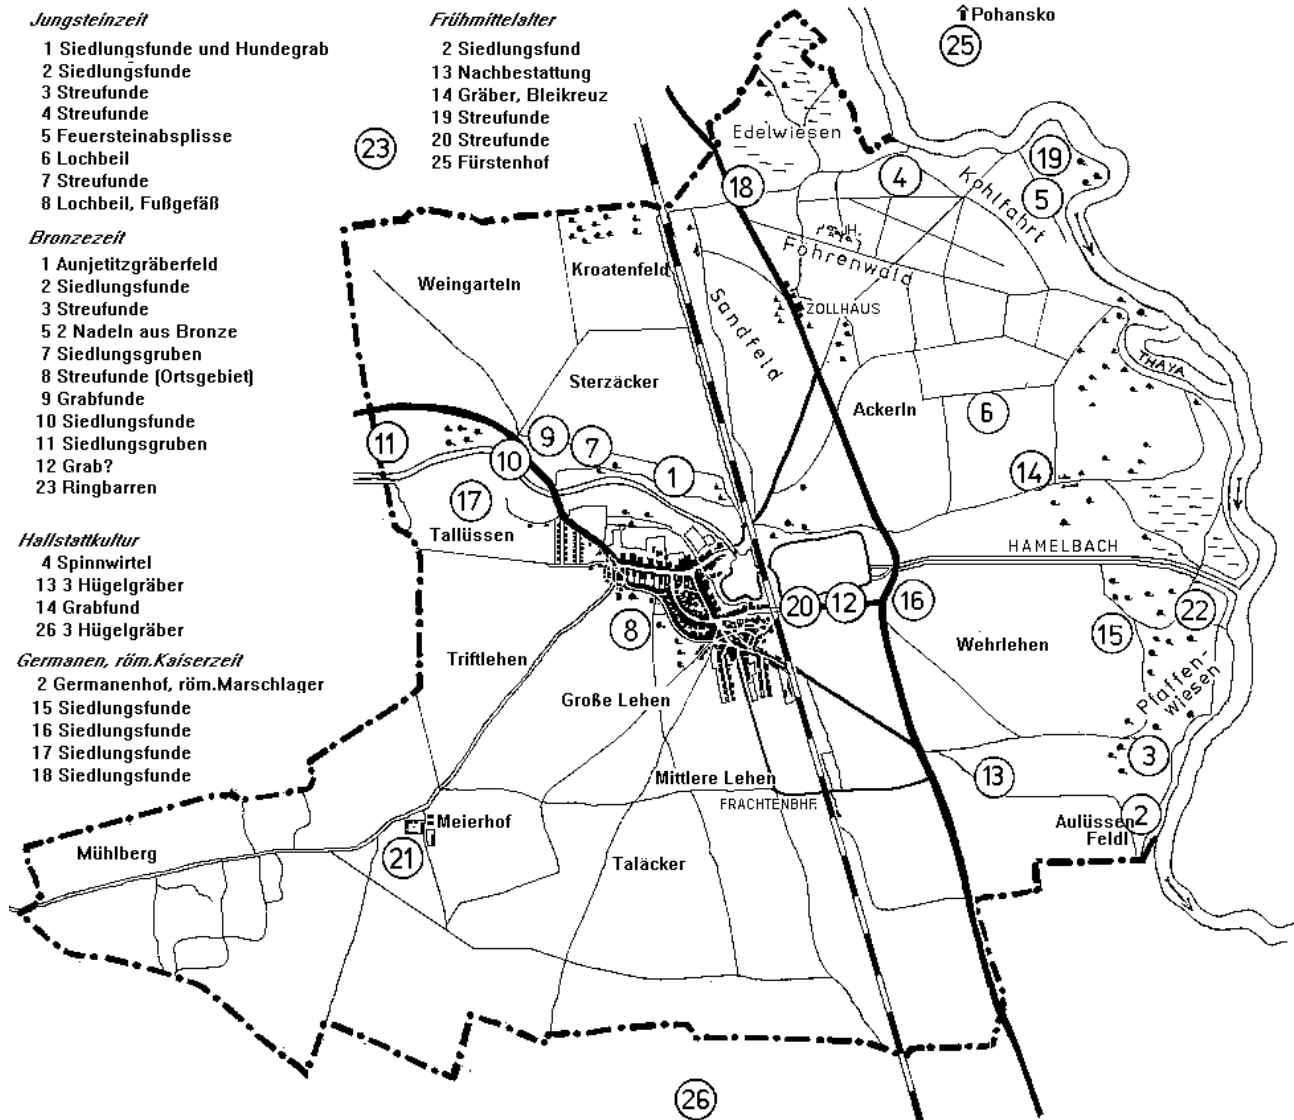 Jungsteinzeit
1 Siedlungsfunde und Hundegrab
2 Siedlungsfunde
3 Streufunde
4 Streufunde
5 Feuersteinabsplisse
6 Lochbeil
7 Streufunde
8 Lochbeil, Fußgefäß
Bronzezeit
1 Aunjetitzgräberfeld
2 Siedlungsfunde
3 Streufunde
5 2 Nadeln aus Bronze
7 Siedlungsgruben
8 Streufunde (Ortsgebiet)
9 Grabfunde
10 Siedlungsfunde
11 Siedlungsgruben
12 Grab?
23 Ringbarren
Hallstattkultur
4 Spinnwirtel
13 3 Hügelgräber
14 Grabfund
26 3 Hügelgräber
Germanen, röm.Kaiserzeit
2 Germanenhof, röm.Marschlager
15 Siedlungsfunde
16 Siedlungsfunde
17 Siedlungsfunde
18 Siedlungsfunde
Frühmittelalter
2 Siedlungsfund
13 Nachbestattung
14 Gräber, Bleikreuz
19 Streufunde
20 Streufunde
25 Fürstenhof
Pohansko
25
23
Edelwiesen
18
4
19
5
Kohlfahrt
JH.
Föhrenwald
Weingarteln
Kroatenfeld
Sandfeld
ZOLLHAUS
THAYA
Sterzäcker
Ackerln
6
11
9
7
10
1
14
17
Tallüssen
HAMELBACH
8
20
12
16
15
22
Triftlehen
Wehrlehen
Große Lehen
Pfaffen-
wiesen
3
Mittlere Lehen
13
FRACHTENBHF.
2
Meierhof
Aulüssen
Feldl
Mühlberg
21
Taläcker
26